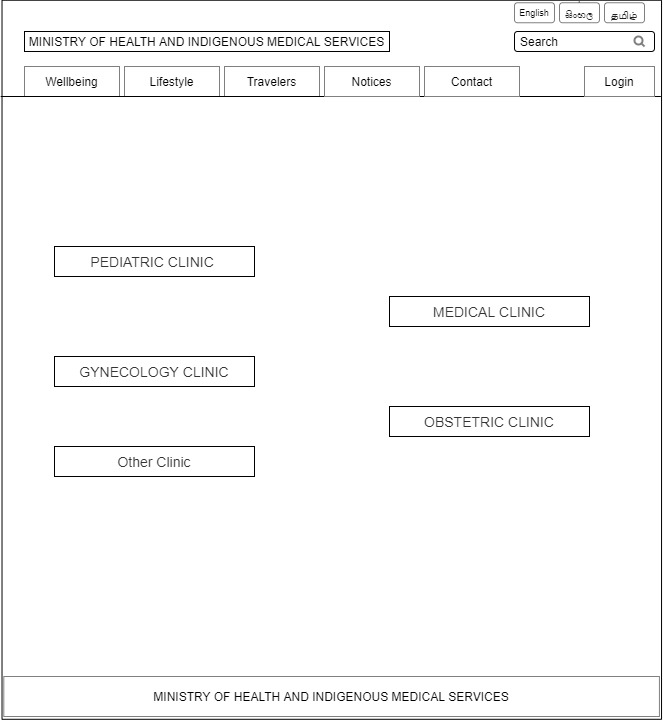 English සිංහල தமிழ்
MINISTRY OF HEALTH AND INDIGENOUS MEDICAL SERVICES
Search
Wellbeing Lifestyle Travelers Notices Contact Login
PEDIATRIC CLINIC
MEDICAL CLINIC
GYNECOLOGY CLINIC
OBSTETRIC CLINIC
Other Clinic
MINISTRY OF HEALTH AND INDIGENOUS MEDICAL SERVICES